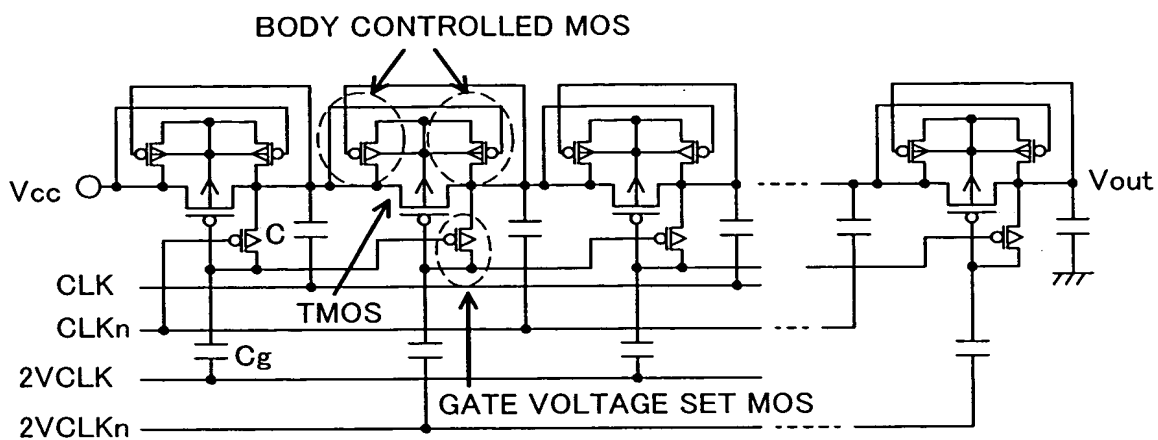 BODY CONTROLLED MOS
Vcc
Vout
C
CLK
TMOS
CLKn
Cg
2VCLK
GATE VOLTAGE SET MOS
2VCLKn